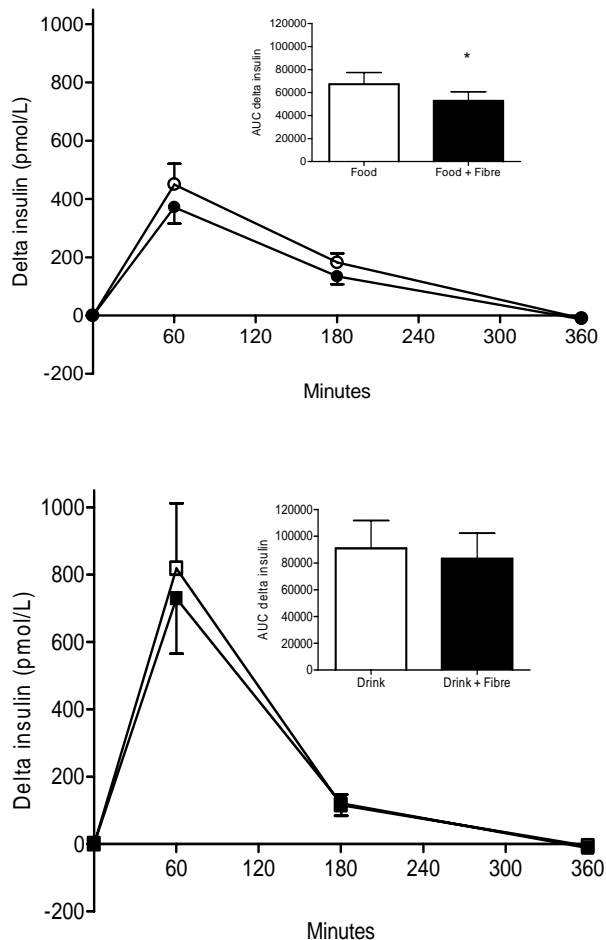 1000
800
600
400
200
0
-200
Delta insulin (pmol/L)
60 120 180 240 300 360
Minutes
120000
100000
80000
60000
40000
20000
0
AUC delta insulin
*
Food Food + Fibre
1000
800
600
400
200
0
-200
Delta insulin (pmol/L)
60 120 180 240 300 360
Minutes
120000
100000
80000
60000
40000
20000
0
AUC delta insulin
Drink Drink + Fibre